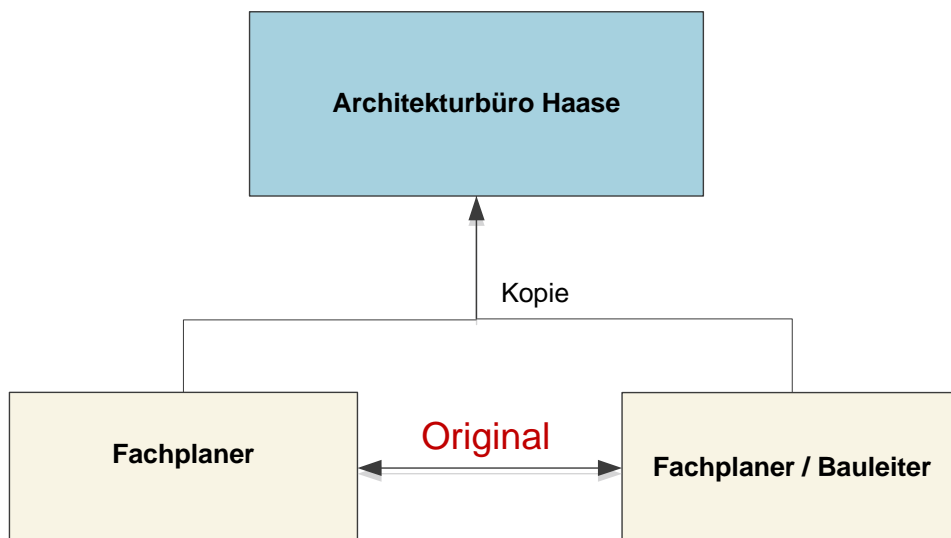 Architekturbüro Haase
Kopie
Original
Fachplaner
Fachplaner / Bauleiter